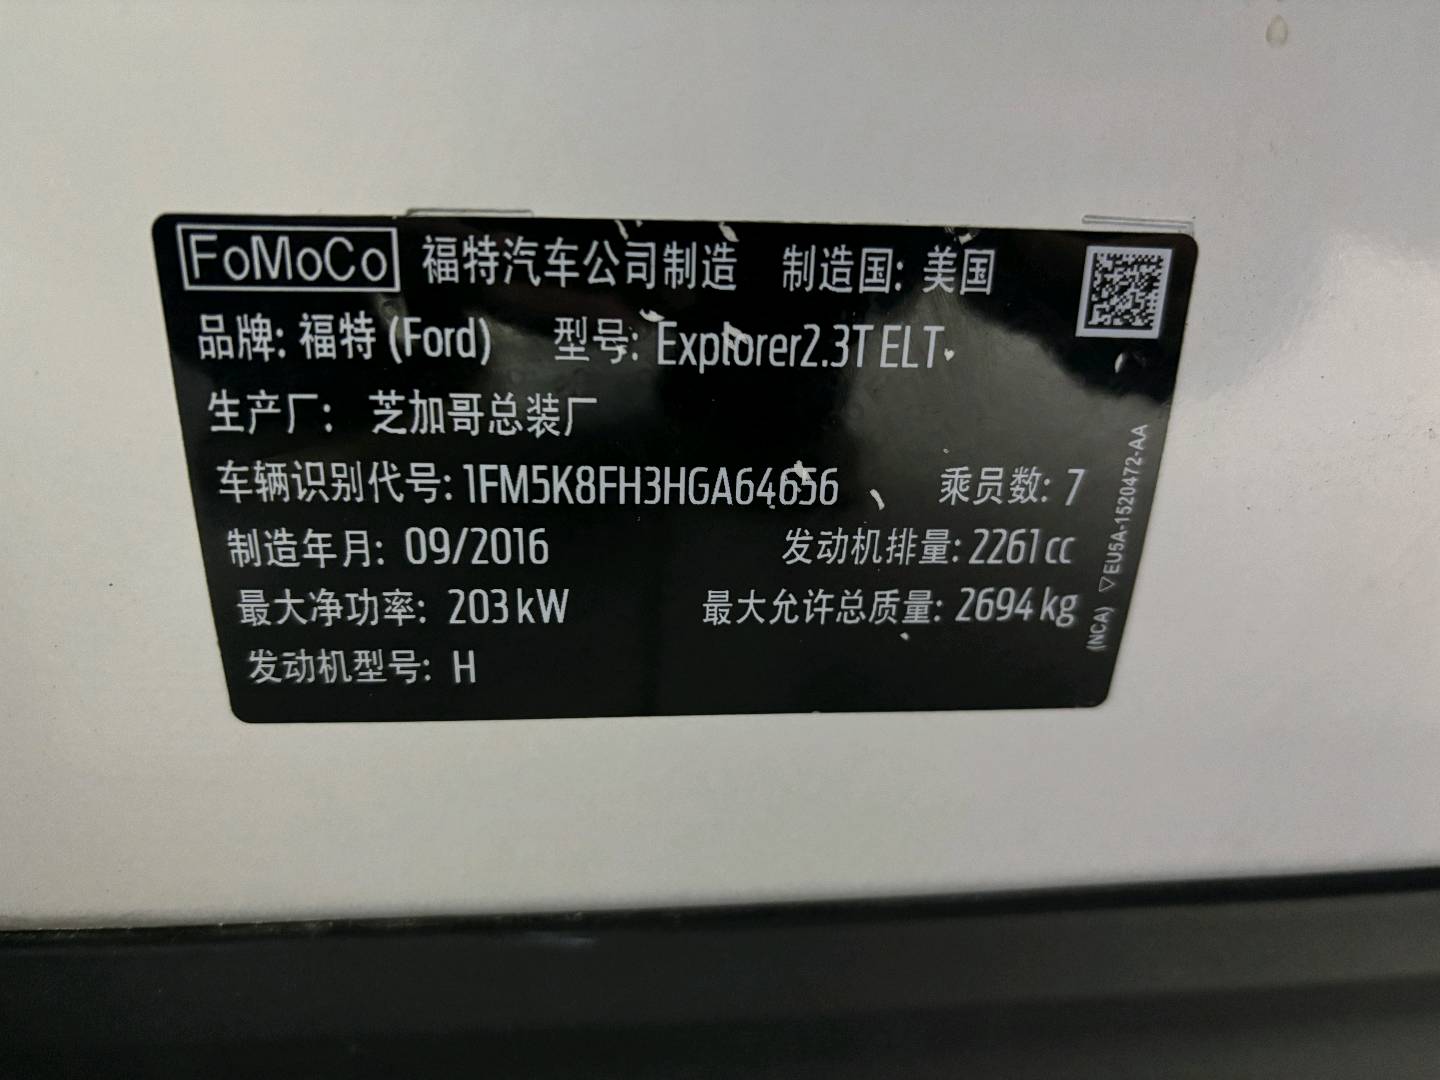 FoMoCo 福特汽车公司制造 制造国: 美国
品牌: 福特 (Ford) 型号: Explorer2.3T ELT
生产厂: 芝加哥总装厂
车辆识别代号: 1FM5K8FH3HGA64656 乘员数: 7
制造年月: 09/2016 发动机排量: 2261 cc
最大净功率: 203 kW 最大允许总质量: 2694 kg
发动机型号: H
(NCA) ▽EU5A-1520472-AA